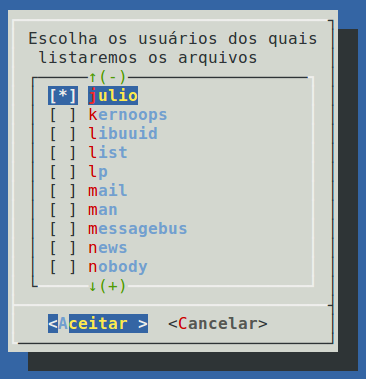 Escolha os usuários dos quais
listaremos os arquivos
↑(-)
[*] julio
[ ] kernoops
[ ] libuuid
[ ] list
[ ] lp
[ ] mail
[ ] man
[ ] messagebus
[ ] news
[ ] nobody
↓(+)
<Aceitar > <Cancelar>